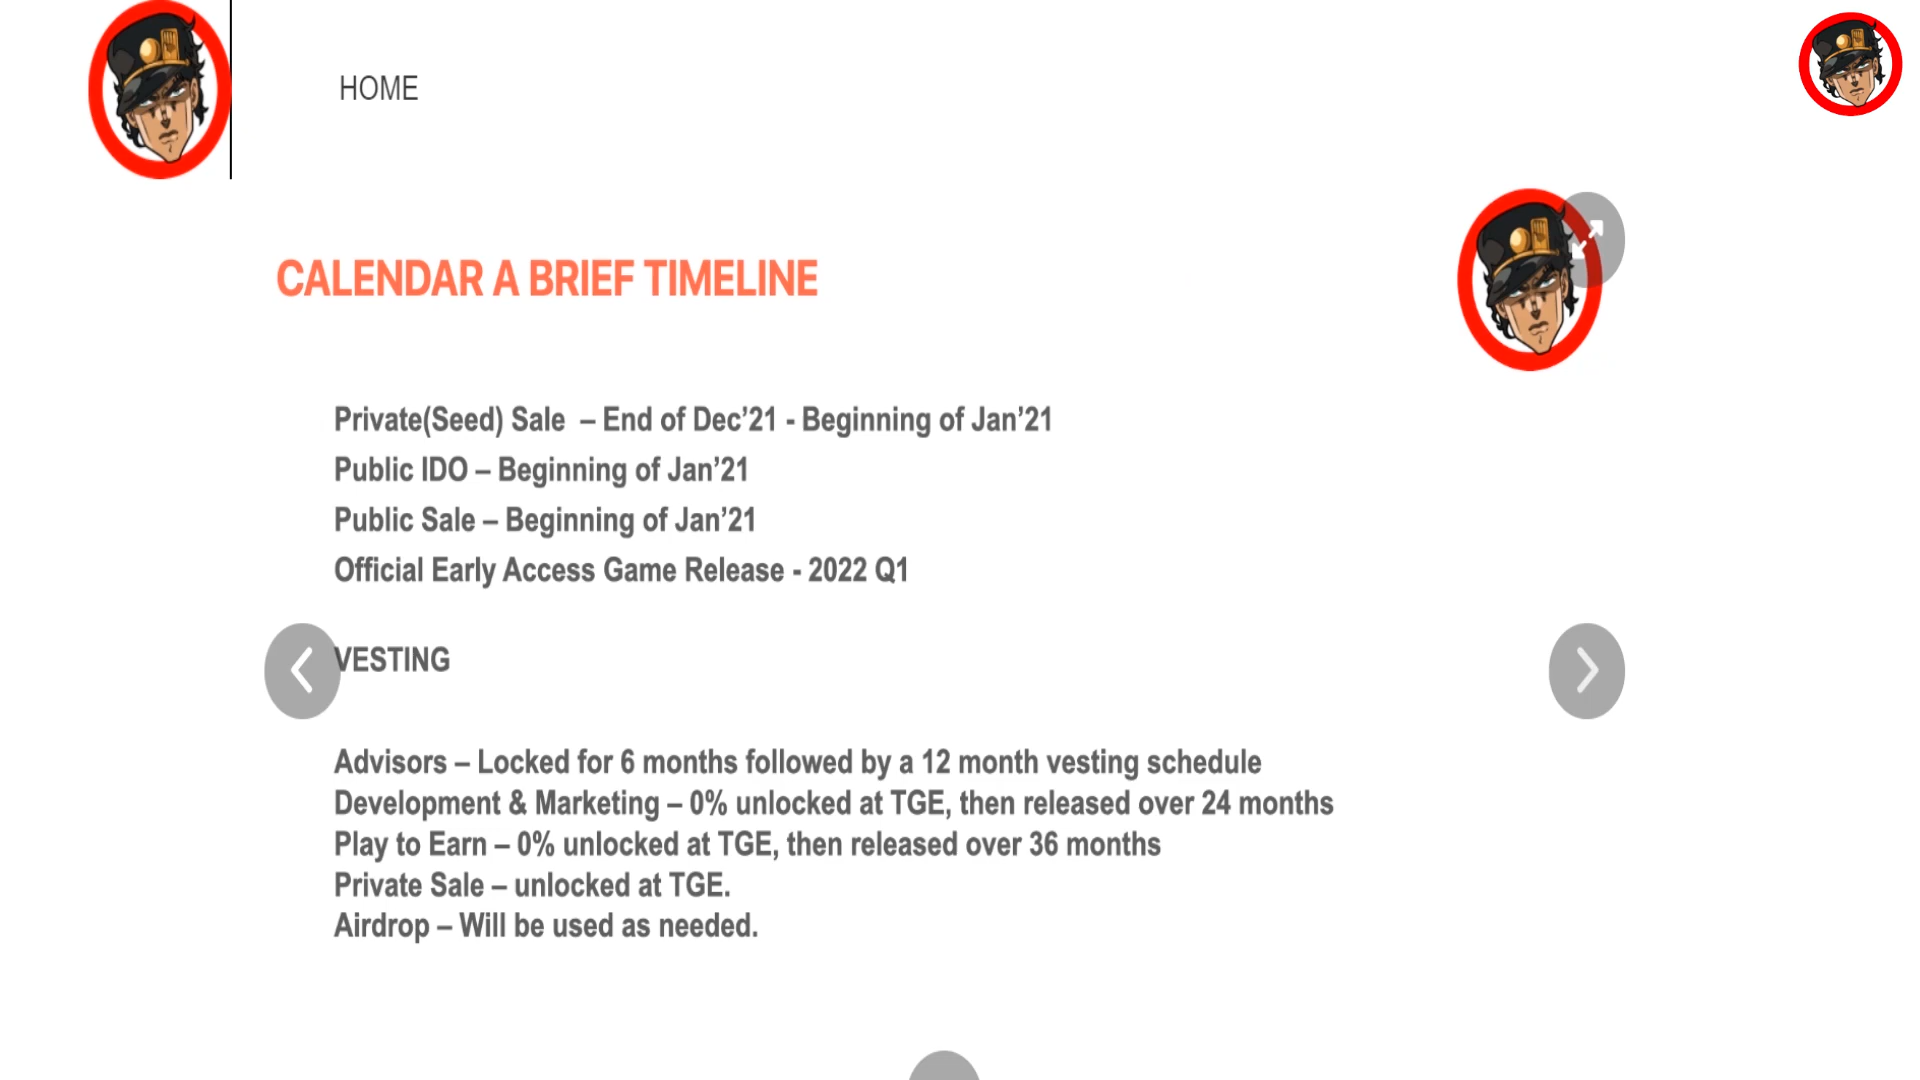 HOME
CALENDAR A BRIEF TIMELINE
Private(Seed) Sale – End of Dec’21 - Beginning of Jan’21
Public IDO – Beginning of Jan’21
Public Sale – Beginning of Jan’21
Official Early Access Game Release - 2022 Q1
VESTING
Advisors – Locked for 6 months followed by a 12 month vesting schedule
Development & Marketing – 0% unlocked at TGE, then released over 24 months
Play to Earn – 0% unlocked at TGE, then released over 36 months
Private Sale – unlocked at TGE.
Airdrop – Will be used as needed.